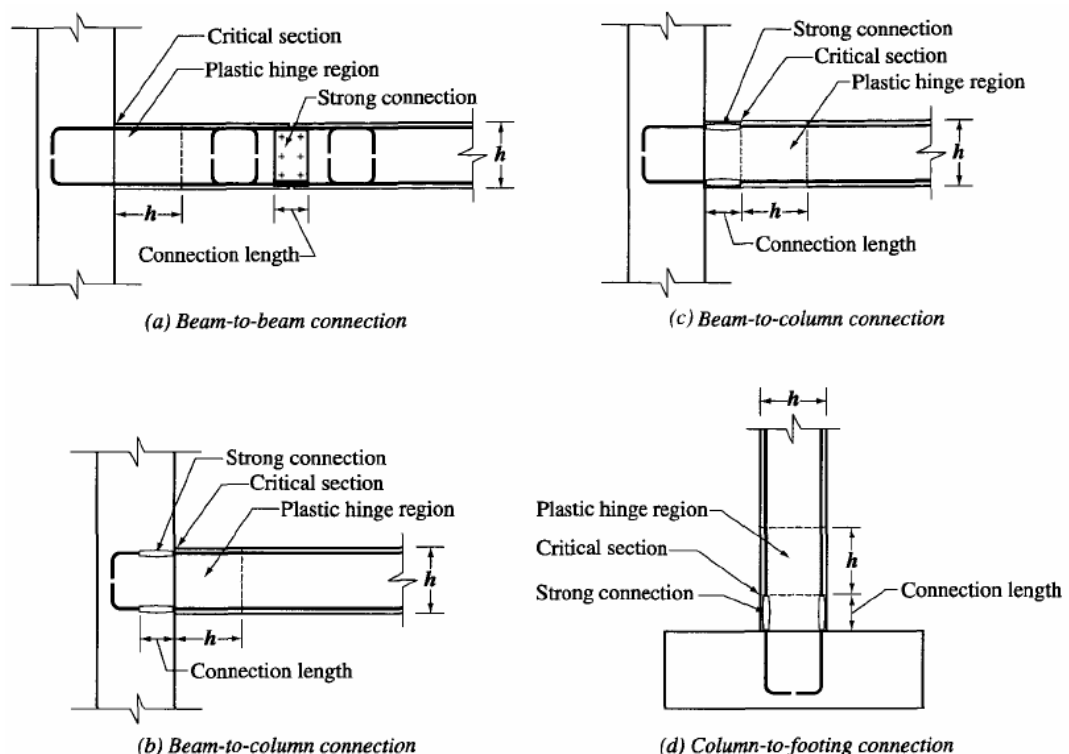 Critical section
Plastic hinge region
Strong connection
h
h
Connection length
(a) Beam-to-beam connection
Strong connection
Critical section
Plastic hinge region
h
h
Connection length
(c) Beam-to-column connection
Strong connection
Critical section
Plastic hinge region
h
h
Connection length
(b) Beam-to-column connection
h
Plastic hinge region
Critical section
h
Strong connection
Connection length
(d) Column-to-footing connection